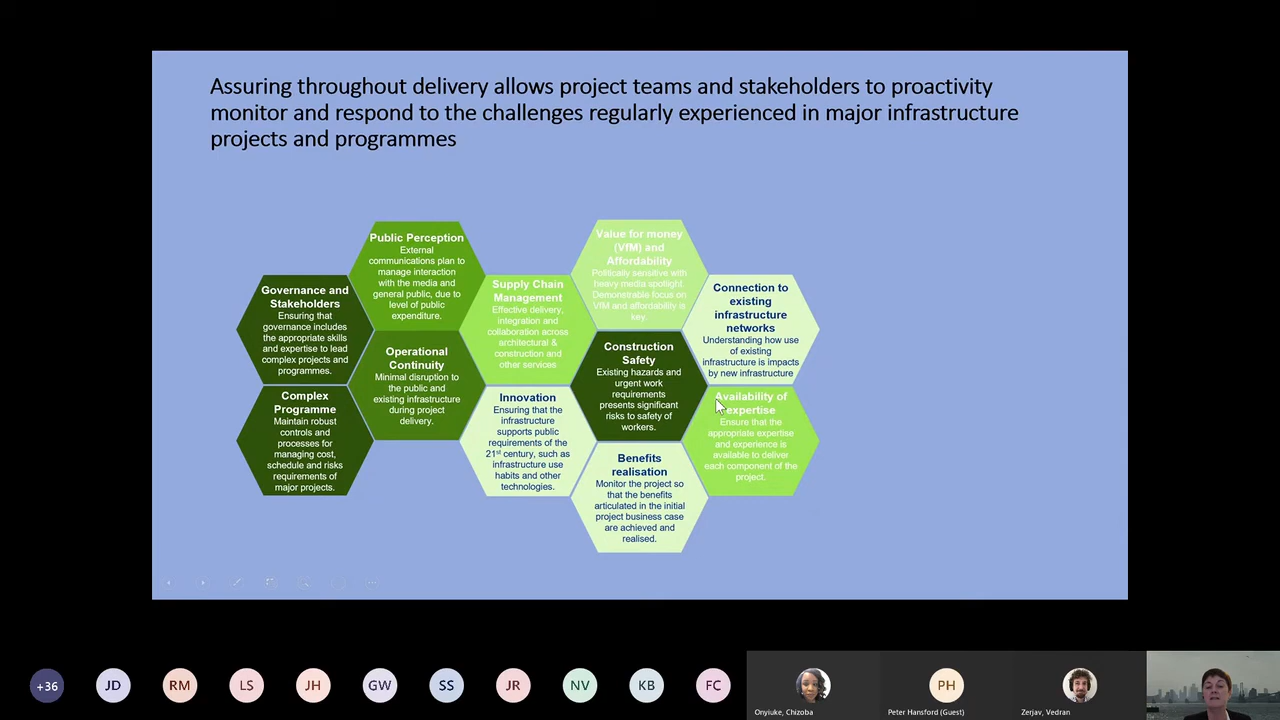 Assuring throughout delivery allows project teams and stakeholders to proactivity
monitor and respond to the challenges regularly experienced in major infrastructure
projects and programmes
Governance and
Stakeholders
Ensuring that
governance includes
the appropriate skills
and expertise to lead
complex projects and
programmes.
Complex
Programme
Maintain robust
controls and
processes for
managing cost,
schedule and risks
requirements of
major projects.
Public Perception
External
communications plan to
manage interaction
with the media and
general public, due to
level of public
expenditure.
Operational
Continuity
Minimal disruption to
the public and
existing infrastructure
during project
delivery.
Supply Chain
Management
Effective delivery,
integration and
collaboration across
architectural &
construction and
other services
Innovation
Ensuring that the
infrastructure
supports public
requirements of the
21st century, such as
infrastructure use
habits and other
technologies.
Value for money
(VfM) and
Affordability
Politically sensitive with
heavy media spotlight.
Demonstrable focus on
VfM and affordability is
key.
Construction
Safety
Existing hazards and
urgent work
requirements
presents significant
risks to safety of
workers.
Benefits
realisation
Monitor the project so
that the benefits
articulated in the initial
project business case
are achieved and
realised.
Connection to
existing
infrastructure
networks
Understanding how use
of existing
infrastructure is impacts
by new infrastructure
Availability of
expertise
Ensure that the
appropriate expertise
and experience is
available to deliver
each component of the
project.
+36 JD RM LS JH GW SS JR NV KB FC PH
Onyiuke, Chizoba Peter Hansford (Guest) Zerjav, Vedran